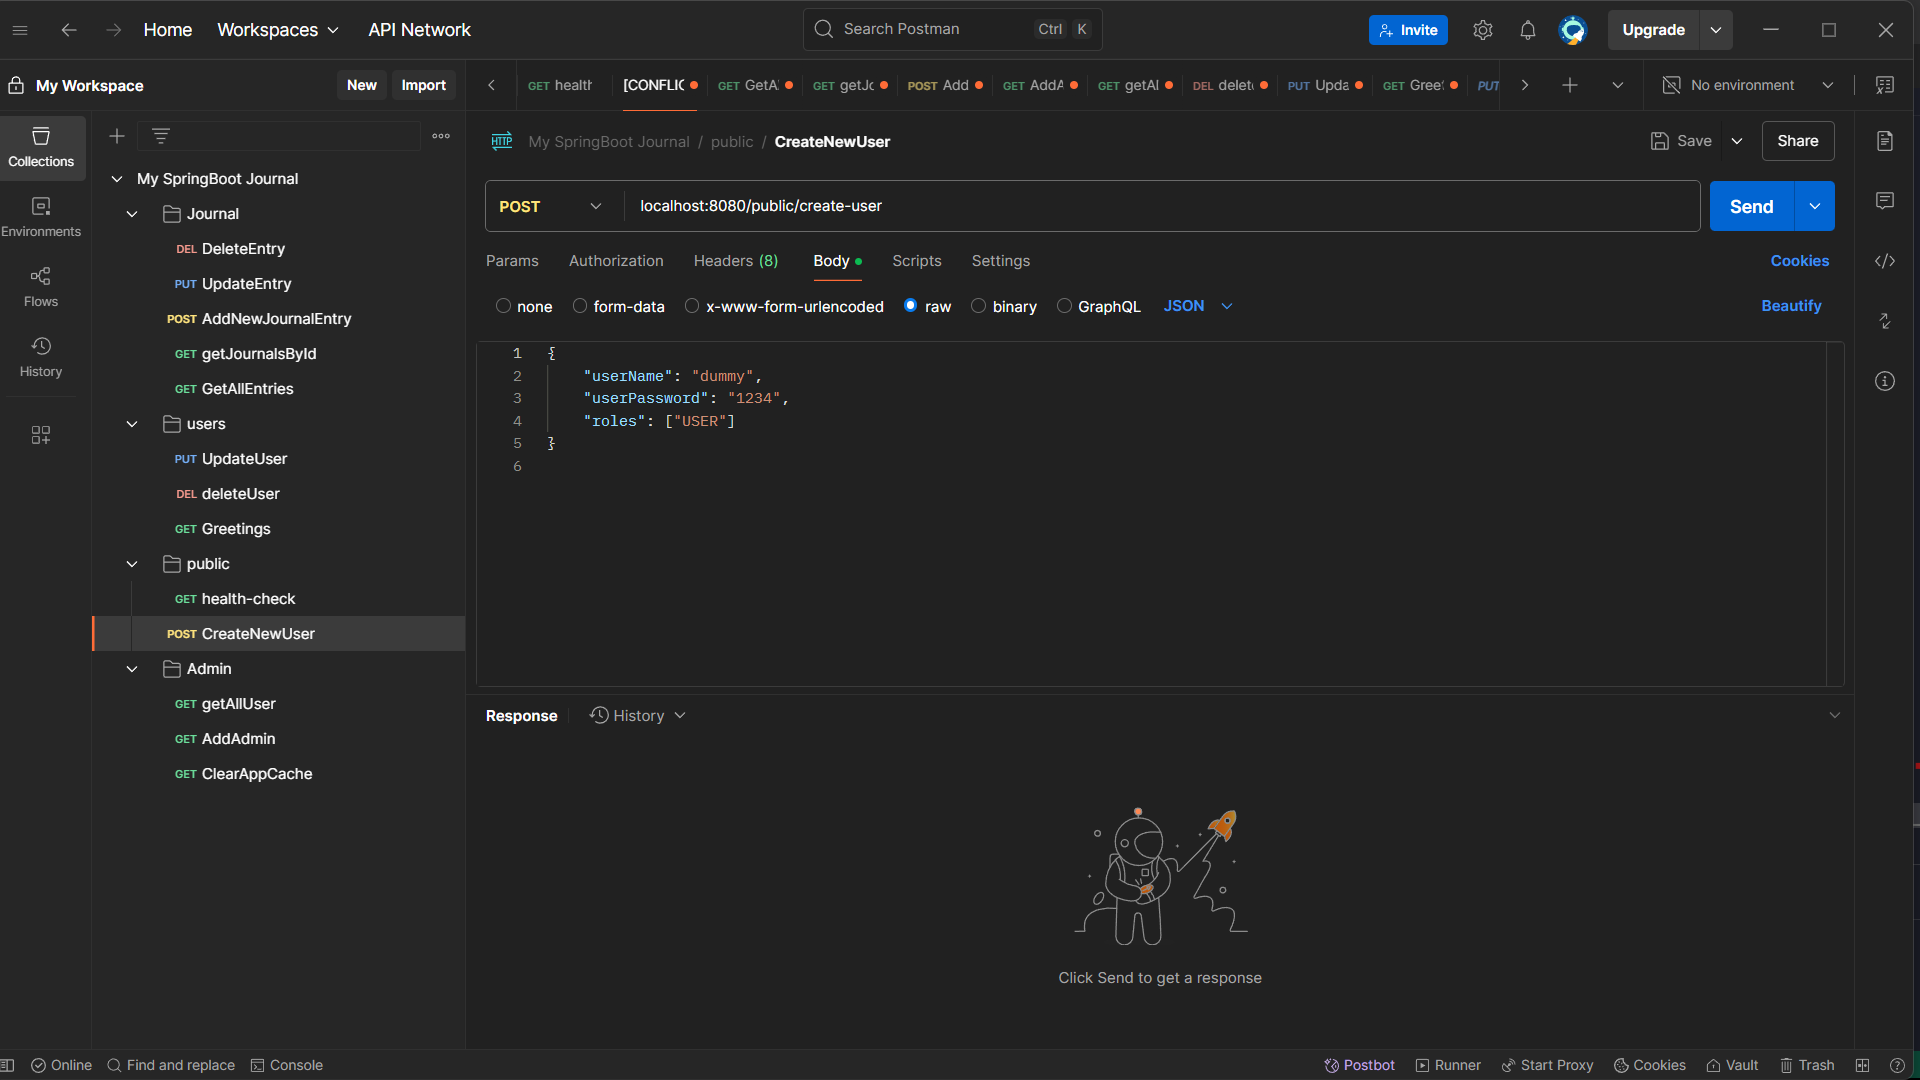 Home Workspaces API Network Search Postman Ctrl K Invite Upgrade
My Workspace New Import GET health [CONFLIC GET GetA GET getJc POST Add GET AddA GET getAl DEL delet PUT Upda GET Gree PUT No environment
Collections
Environments
Flows
History
My SpringBoot Journal
Journal
DEL DeleteEntry
PUT UpdateEntry
POST AddNewJournalEntry
GET getJournalsById
GET GetAllEntries
users
PUT UpdateUser
DEL deleteUser
GET Greetings
public
GET health-check
POST CreateNewUser
Admin
GET getAllUser
GET AddAdmin
GET ClearAppCache
HTTP My SpringBoot Journal / public / CreateNewUser Save Share
POST localhost:8080/public/create-user Send
Params Authorization Headers (8) Body Scripts Settings Cookies
none form-data x-www-form-urlencoded raw binary GraphQL JSON Beautify
1 {
2 "userName": "dummy",
3 "userPassword": "1234",
4 "roles": ["USER"]
5 }
6
Response History
Click Send to get a response
Online Find and replace Console Postbot Runner Start Proxy Cookies Vault Trash